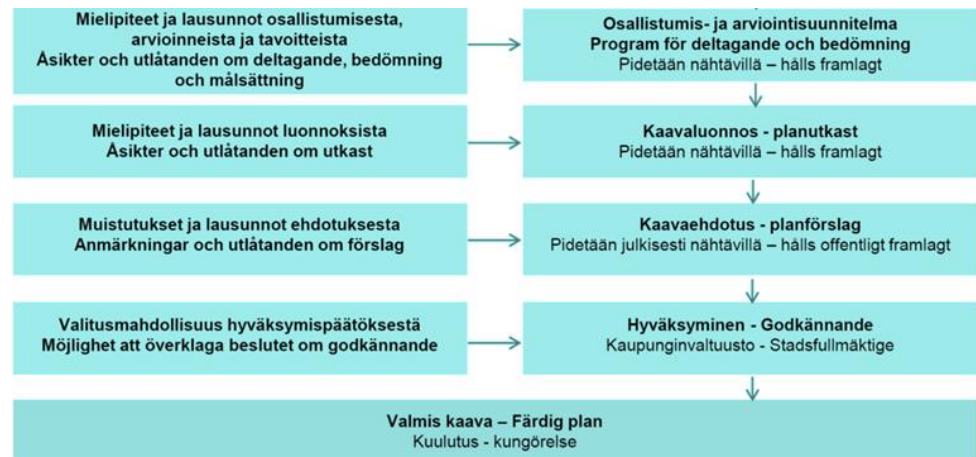 Mielipiteet ja lausunnot osallistumisesta,
arvioinneista ja tavoitteista
Åsikter och utlåtanden om deltagande, bedömning
och målsättning
Osallistumis- ja arviointisuunnitelma
Program för deltagande och bedömning
Pidetään nähtävillä – hålls framlagt
Mielipiteet ja lausunnot luonnoksista
Åsikter och utlåtanden om utkast
Kaavaluonnos - planutkast
Pidetään nähtävillä – hålls framlagt
Muistutukset ja lausunnot ehdotuksesta
Anmärkningar och utlåtanden om förslag
Kaavaehdotus - planförslag
Pidetään julkisesti nähtävillä – hålls offentligt framlagt
Valitusmahdollisuus hyväksymispäätöksestä
Möjlighet att överklaga beslutet om godkännande
Hyväksyminen - Godkännande
Kaupunginvaltuusto - Stadsfullmäktige
Valmis kaava – Färdig plan
Kuulutus - kungörelse